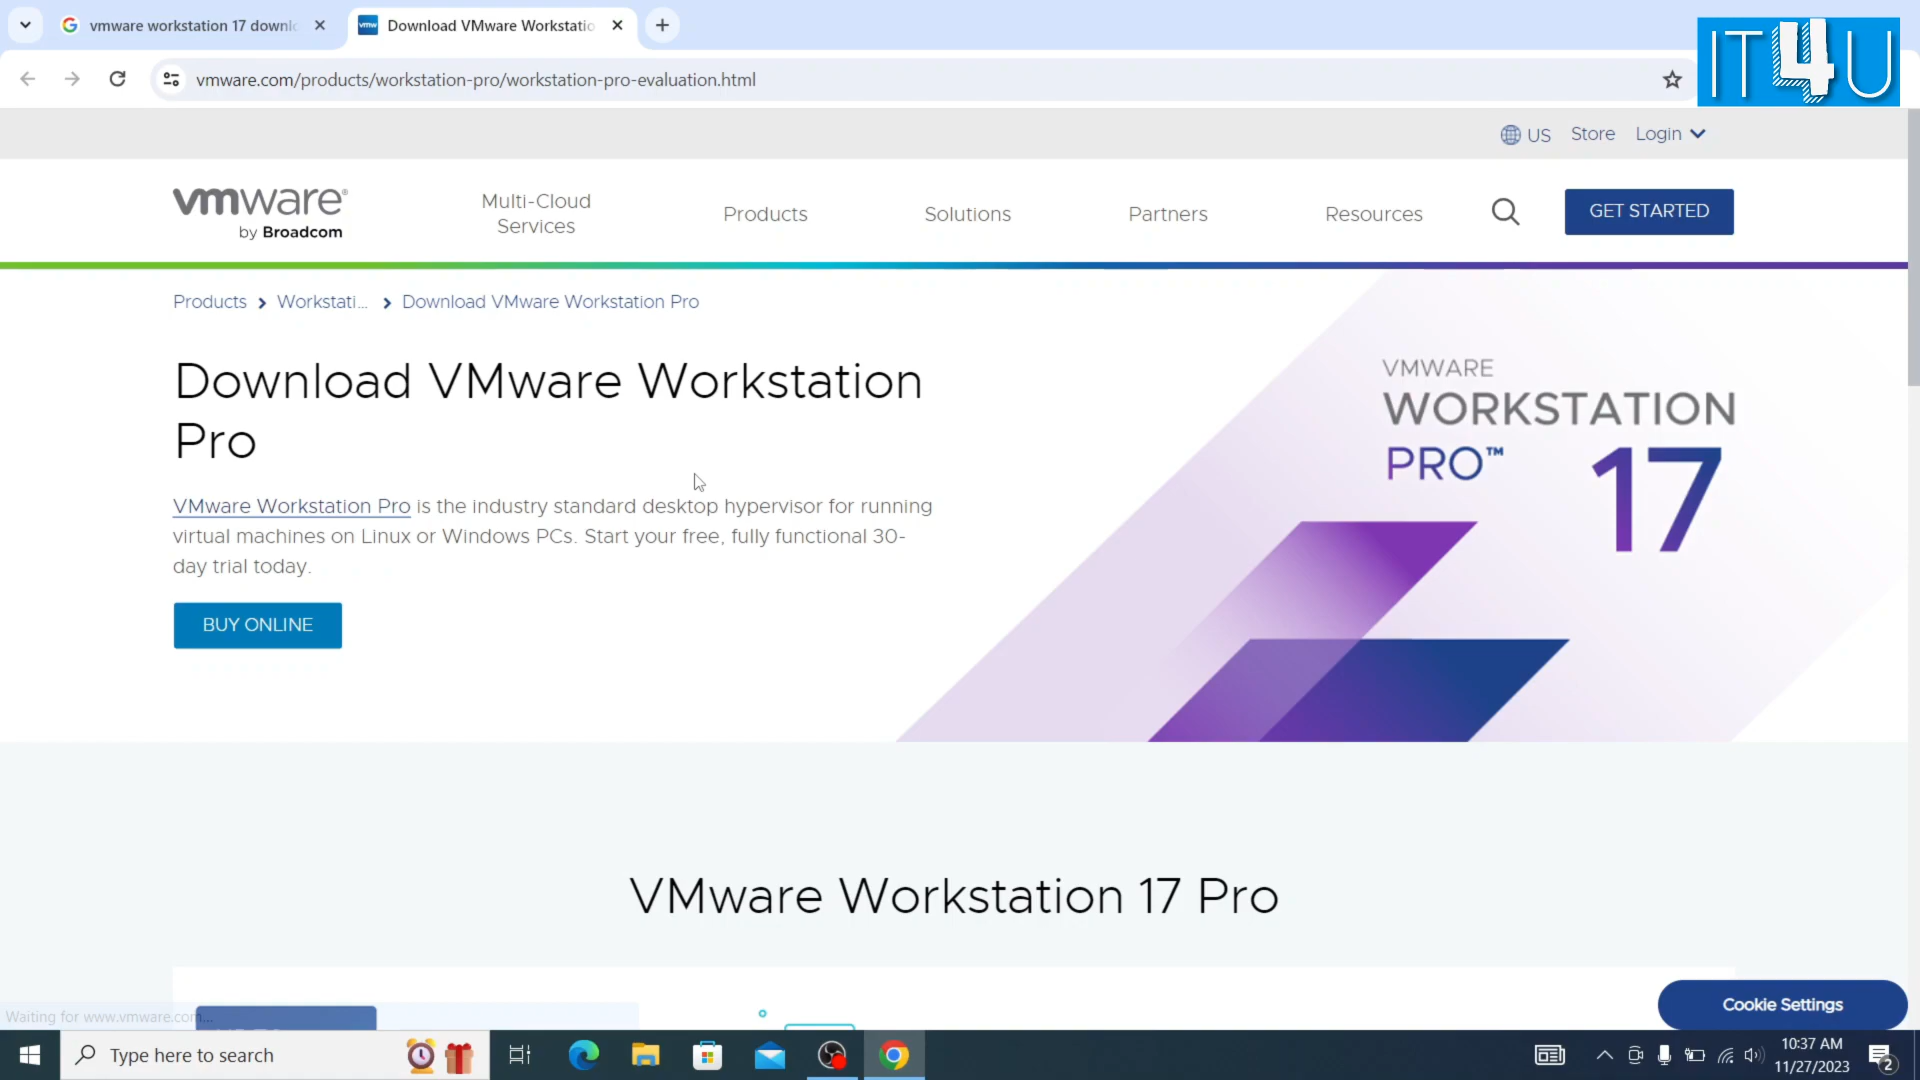 vmware workstation 17 downl
Download VMware Workstatio
vmware.com/products/workstation-pro/workstation-pro-evaluation.html
IT4U
US
Store
Login
vmware®
by Broadcom
Multi-Cloud
Services
Products
Solutions
Partners
Resources
GET STARTED
Products
Workstati...
Download VMware Workstation Pro
Download VMware Workstation
Pro
VMware Workstation Pro is the industry standard desktop hypervisor for running
virtual machines on Linux or Windows PCs. Start your free, fully functional 30-
day trial today.
BUY ONLINE
VMWARE
WORKSTATION
PRO™ 17
VMware Workstation 17 Pro
Cookie Settings
Waiting for www.vmware.com...
Type here to search
10:37 AM
11/27/2023
2